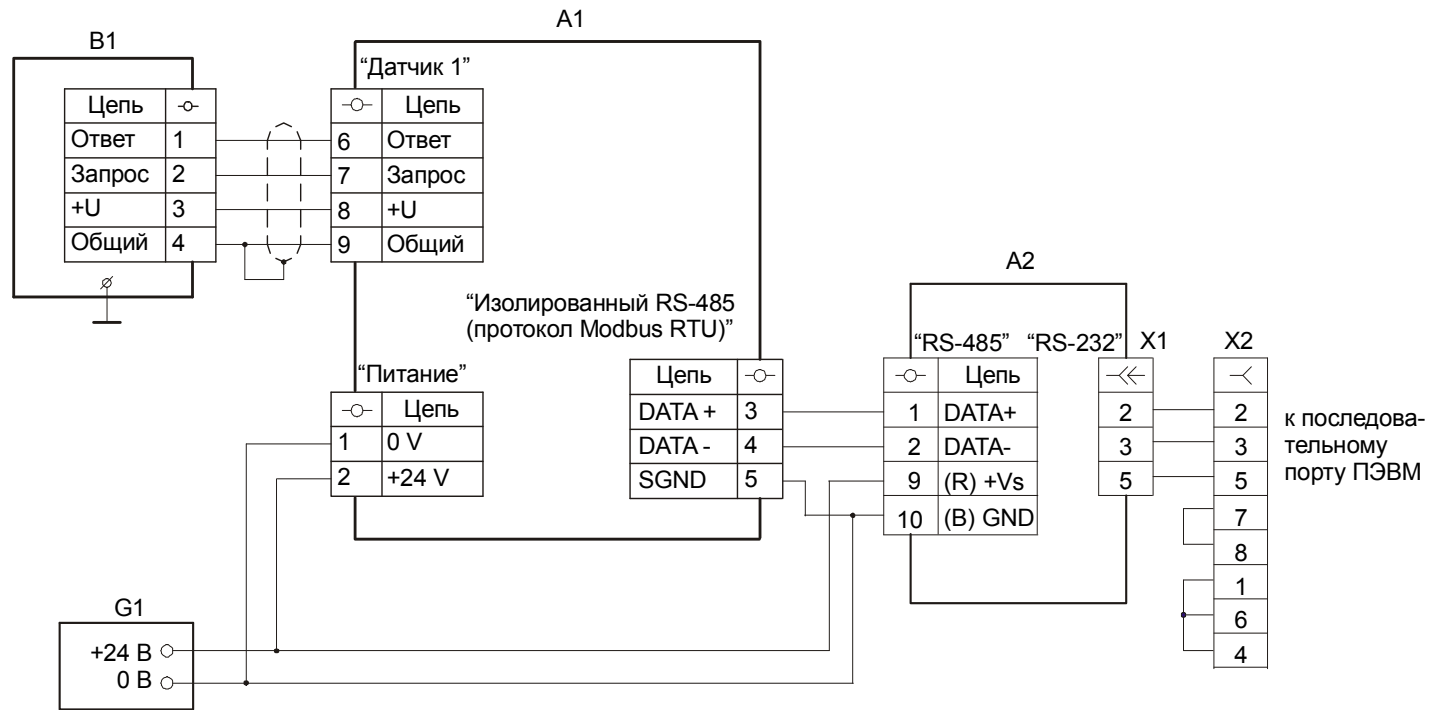 A1
B1
“Датчик 1”
Цепь
Ответ 1
Запрос 2
+U 3
Общий 4
Цепь
6 Ответ
7 Запрос
8 +U
9 Общий
A2
“Изолированный RS-485
(протокол Modbus RTU)”
“Питание”
Цепь
1 0 V
2 +24 V
Цепь
DATA + 3
DATA - 4
SGND 5
“RS-485” “RS-232” X1 X2
Цепь
1 DATA+
2 DATA-
9 (R) +Vs
10 (B) GND
2
3
5
2
3
5
7
8
1
6
4
к последова-
тельному
порту ПЭВМ
G1
+24 В
0 В